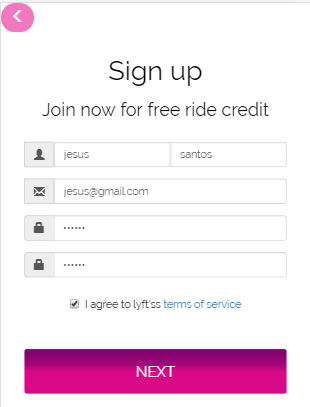 Sign up
Join now for free ride credit
jesus santos
jesus@gmail.com
••••••
••••••
I agree to lyft'ss terms of service
NEXT